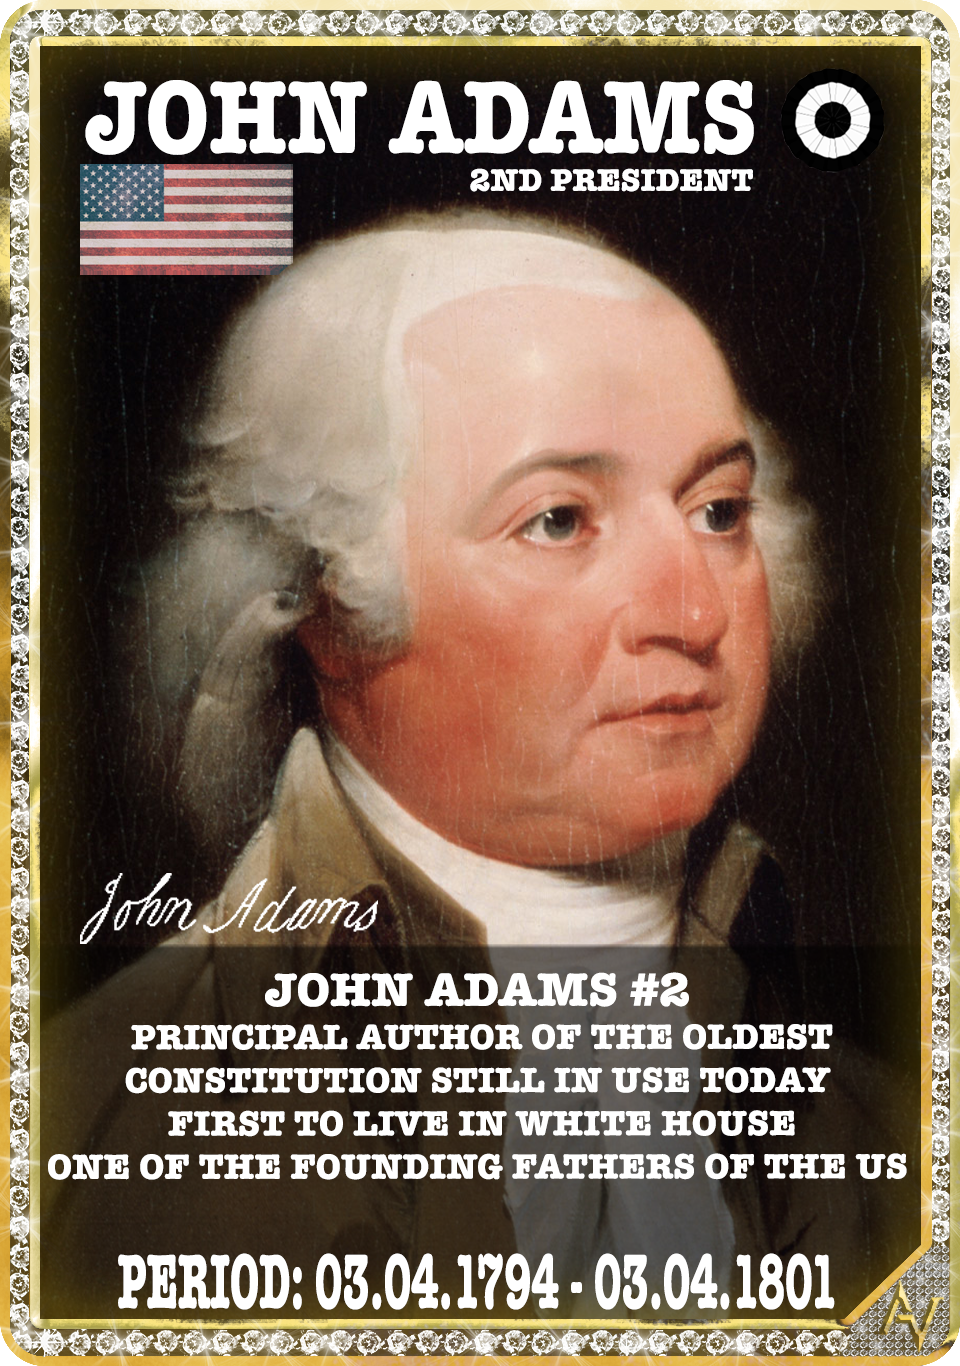 JOHN ADAMS
2ND PRESIDENT
John Adams
JOHN ADAMS #2
PRINCIPAL AUTHOR OF THE OLDEST
CONSTITUTION STILL IN USE TODAY
FIRST TO LIVE IN WHITE HOUSE
ONE OF THE FOUNDING FATHERS OF THE US
PERIOD: 03.04.1794 - 03.04.1801